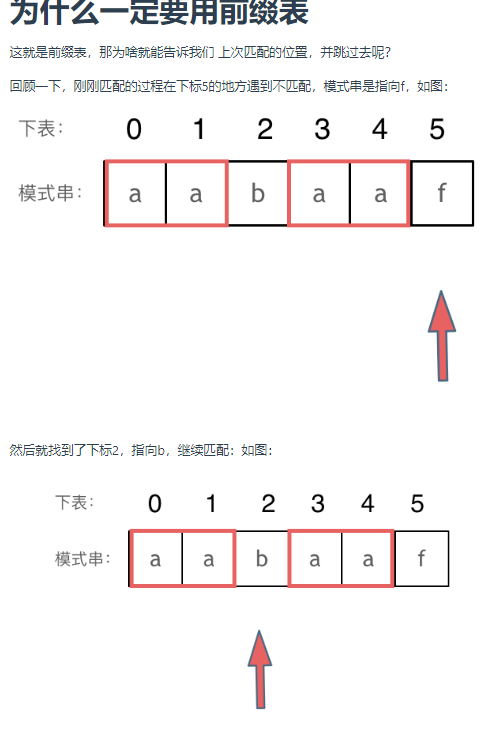 为什么一定要用前缀表
这就是前缀表，那为啥就能告诉我们 上次匹配的位置，并跳过去呢？
回顾一下，刚刚匹配的过程在下标5的地方遇到不匹配，模式串是指向f，如图：
下表： 0 1 2 3 4 5
模式串： a a b a a f
然后就找到了下标2，指向b，继续匹配：如图：
下表： 0 1 2 3 4 5
模式串： a a b a a f